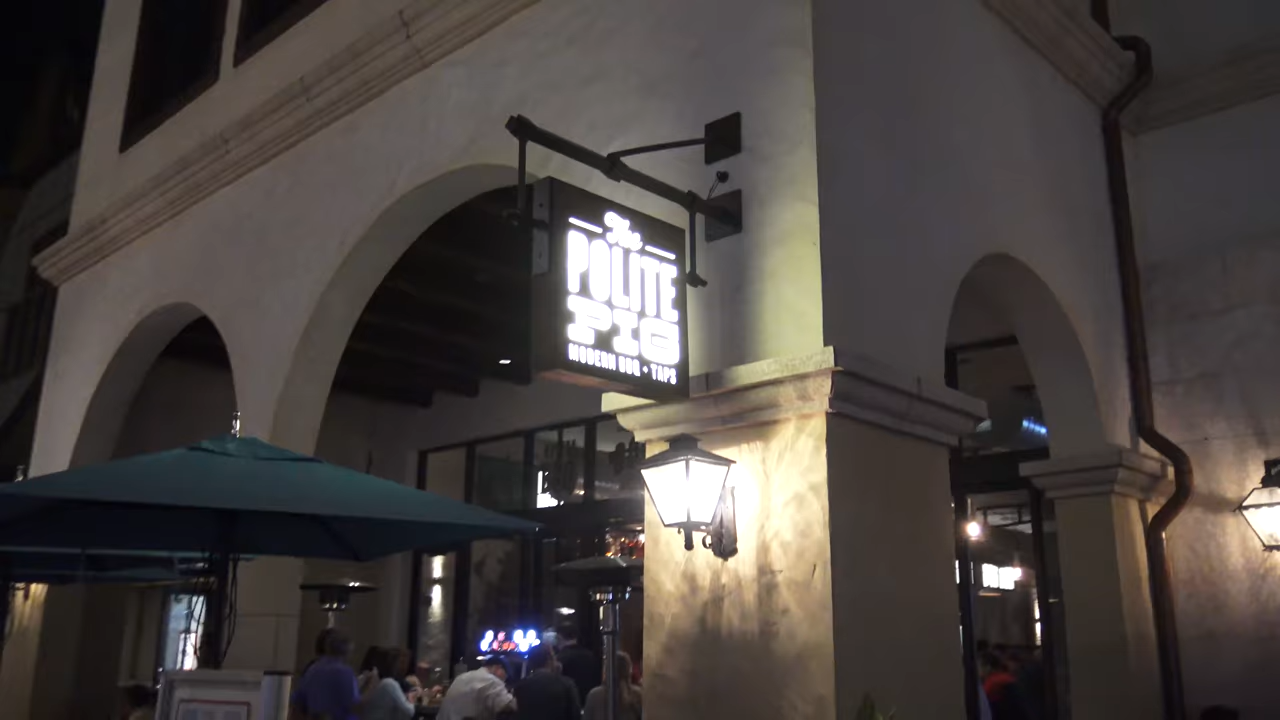 The
POLITE
PIG
MODERN BBQ • TAPS